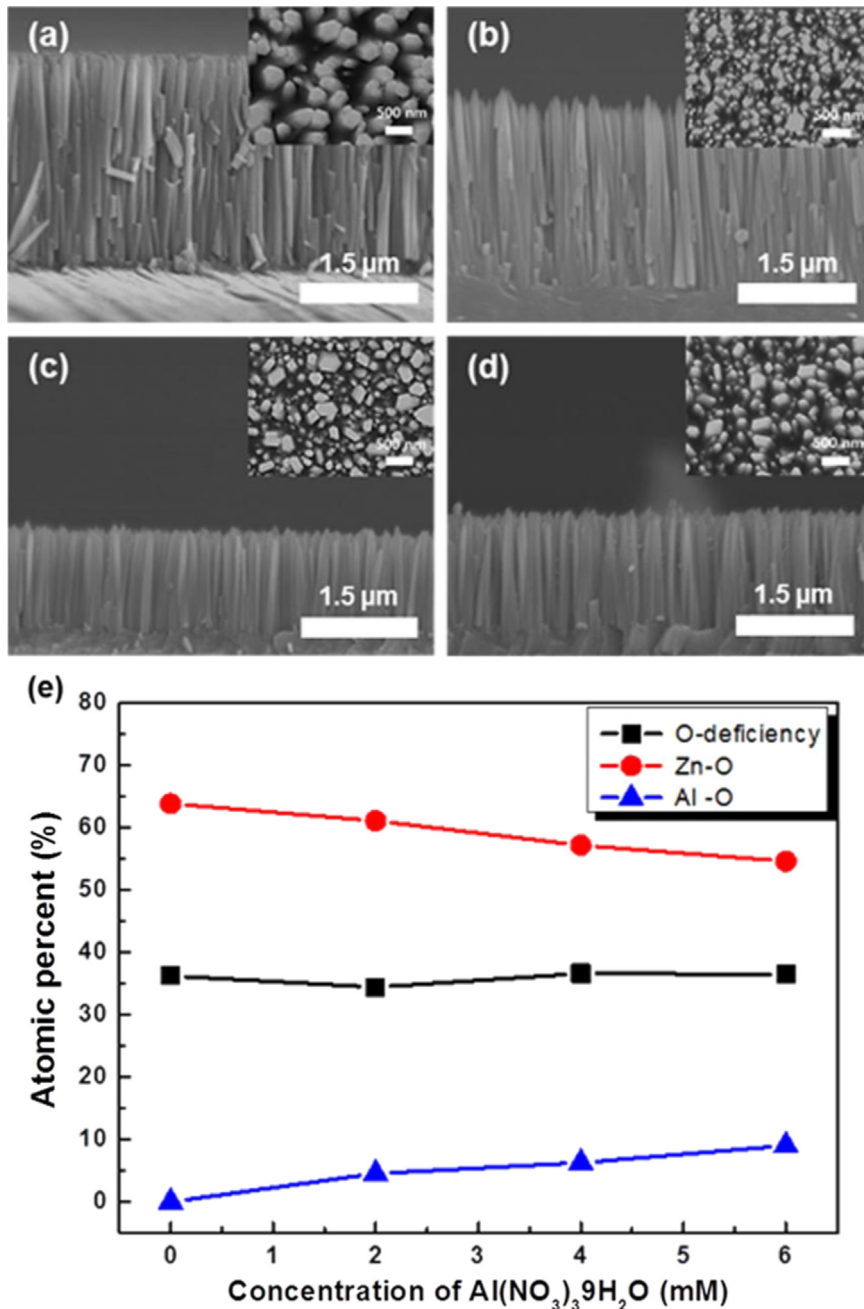 (a)
500 nm
1.5 µm
(b)
500 nm
1.5 µm
(c)
500 nm
1.5 µm
(d)
500 nm
1.5 µm
(e)
80
70
60
50
40
30
20
10
0
Atomic percent (%)
O-deficiency
Zn-O
Al -O
0 1 2 3 4 5 6
Concentration of Al(NO₃)₃9H₂O (mM)